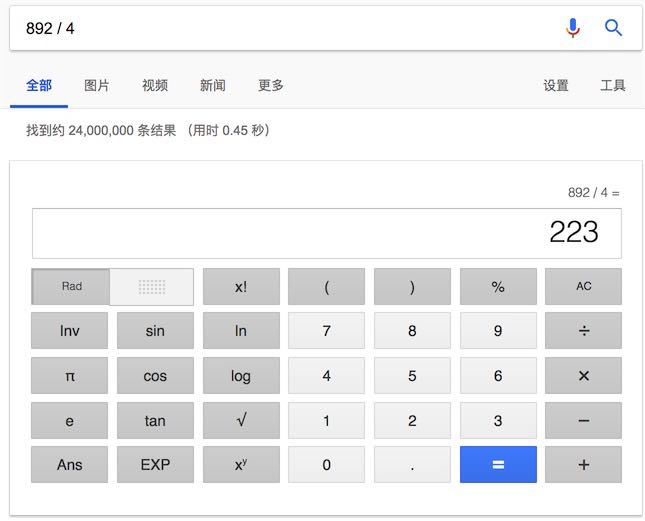 892 / 4
全部 图片 视频 新闻 更多 设置 工具
找到约 24,000,000 条结果 （用时 0.45 秒）
892 / 4 =
223
Rad x! ( ) % AC
Inv sin ln 7 8 9 ÷
π cos log 4 5 6 ×
e tan √ 1 2 3 −
Ans EXP xʸ 0 . = +